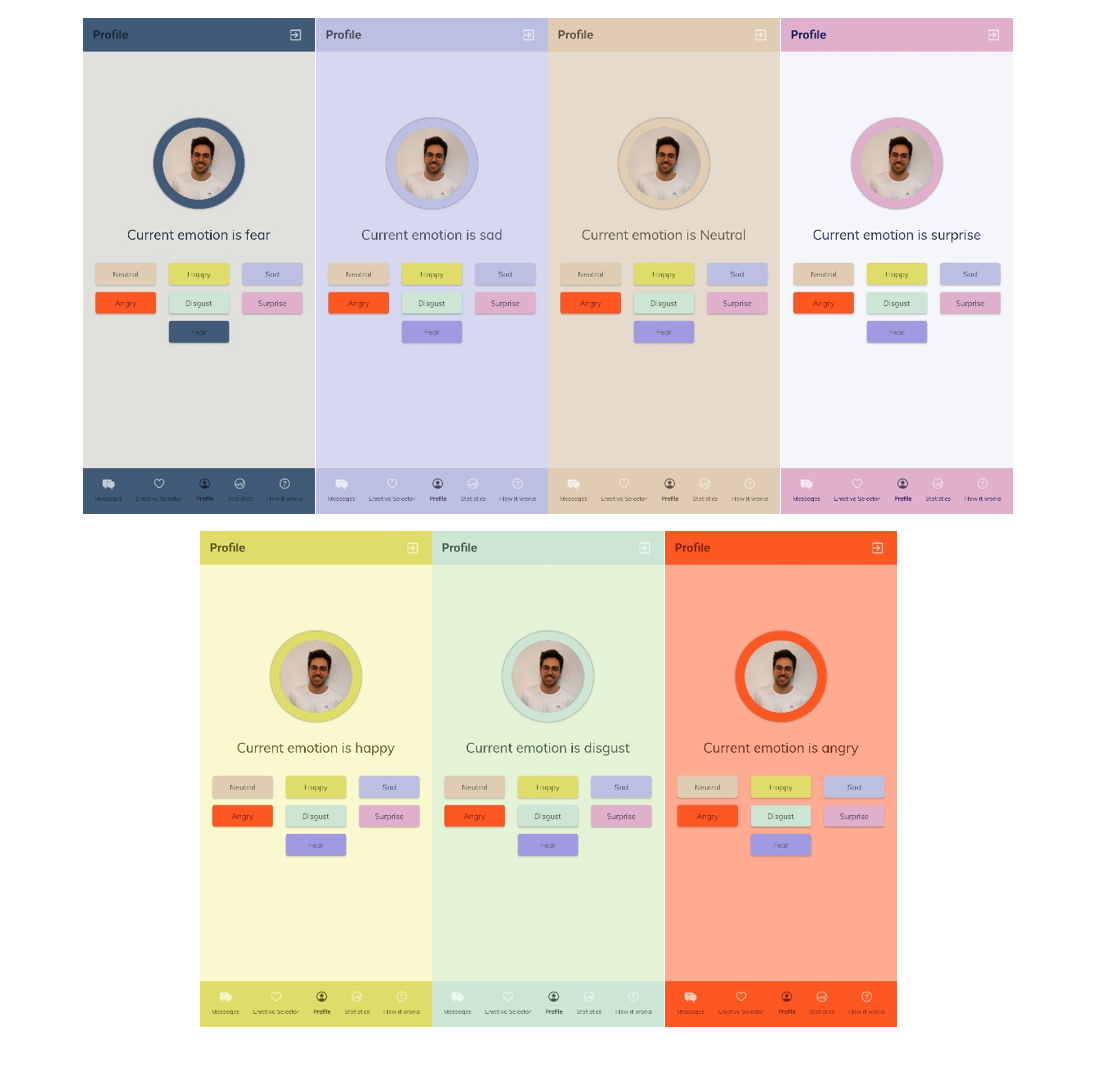 Profile
Current emotion is fear
Neutral Happy Sad
Angry Disgust Surprise
Fear
Messages Emotive Selector Profile Statistics How it works
Profile
Current emotion is sad
Neutral Happy Sad
Angry Disgust Surprise
Fear
Messages Emotive Selector Profile Statistics How it works
Profile
Current emotion is Neutral
Neutral Happy Sad
Angry Disgust Surprise
Fear
Messages Emotive Selector Profile Statistics How it works
Profile
Current emotion is surprise
Neutral Happy Sad
Angry Disgust Surprise
Fear
Messages Emotive Selector Profile Statistics How it works
Profile
Current emotion is happy
Neutral Happy Sad
Angry Disgust Surprise
Fear
Messages Emotive Selector Profile Statistics How it works
Profile
Current emotion is disgust
Neutral Happy Sad
Angry Disgust Surprise
Fear
Messages Emotive Selector Profile Statistics How it works
Profile
Current emotion is angry
Neutral Happy Sad
Angry Disgust Surprise
Fear
Messages Emotive Selector Profile Statistics How it works